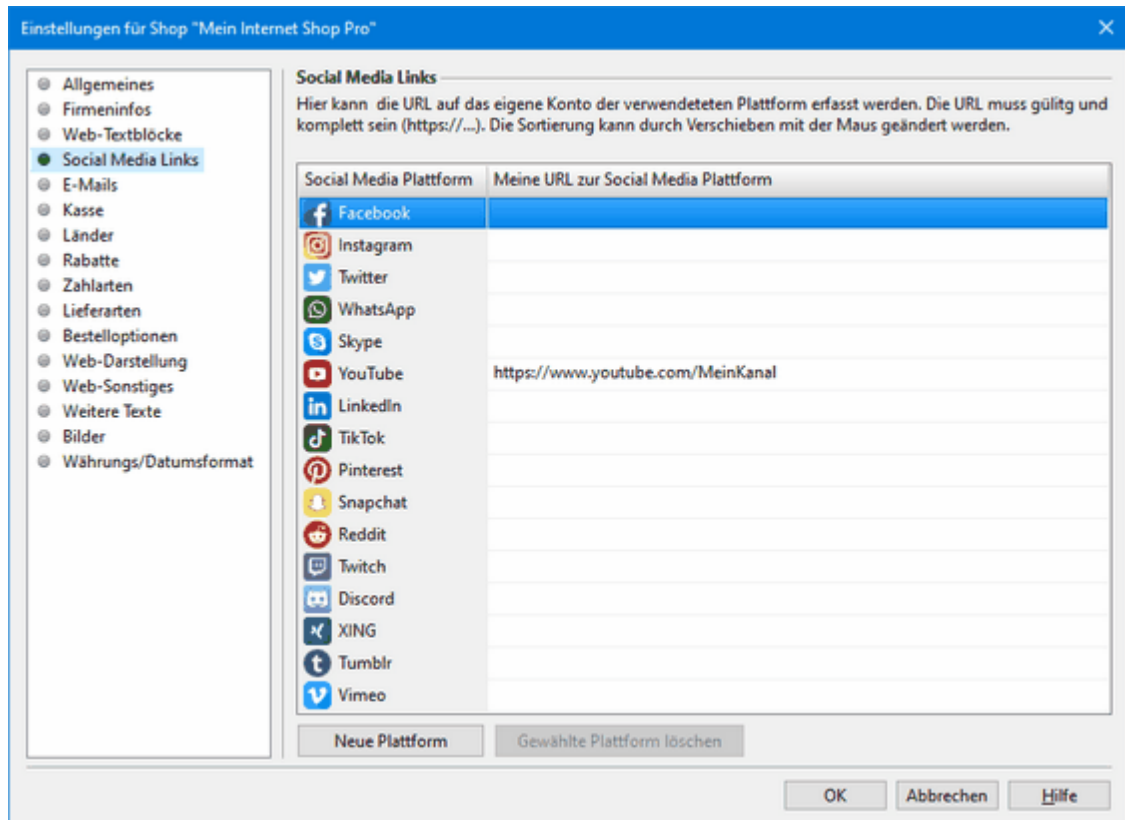 Einstellungen für Shop "Mein Internet Shop Pro"
Allgemeines
Firmeninfos
Web-Textblöcke
Social Media Links
E-Mails
Kasse
Länder
Rabatte
Zahlarten
Lieferarten
Bestelloptionen
Web-Darstellung
Web-Sonstiges
Weitere Texte
Bilder
Währungs/Datumsformat
Social Media Links
Hier kann die URL auf das eigene Konto der verwendeteten Plattform erfasst werden. Die URL muss gülitg und
komplett sein (https://...). Die Sortierung kann durch Verschieben mit der Maus geändert werden.
Social Media Plattform Meine URL zur Social Media Plattform
Facebook
Instagram
Twitter
WhatsApp
Skype
YouTube https://www.youtube.com/MeinKanal
LinkedIn
TikTok
Pinterest
Snapchat
Reddit
Twitch
Discord
XING
Tumblr
Vimeo
Neue Plattform Gewählte Plattform löschen
OK Abbrechen Hilfe